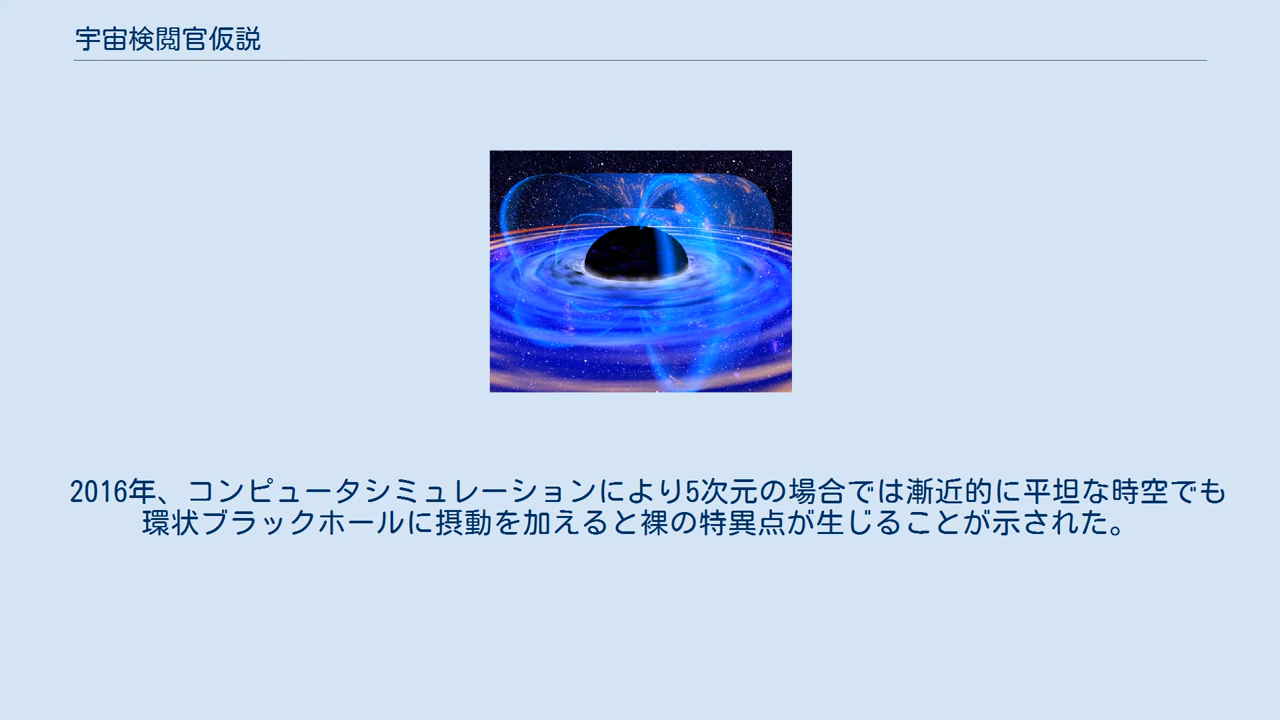 宇宙検閲官仮説
2016年、コンピュータシミュレーションにより5次元の場合では漸近的に平坦な時空でも
環状ブラックホールに摂動を加えると裸の特異点が生じることが示された。